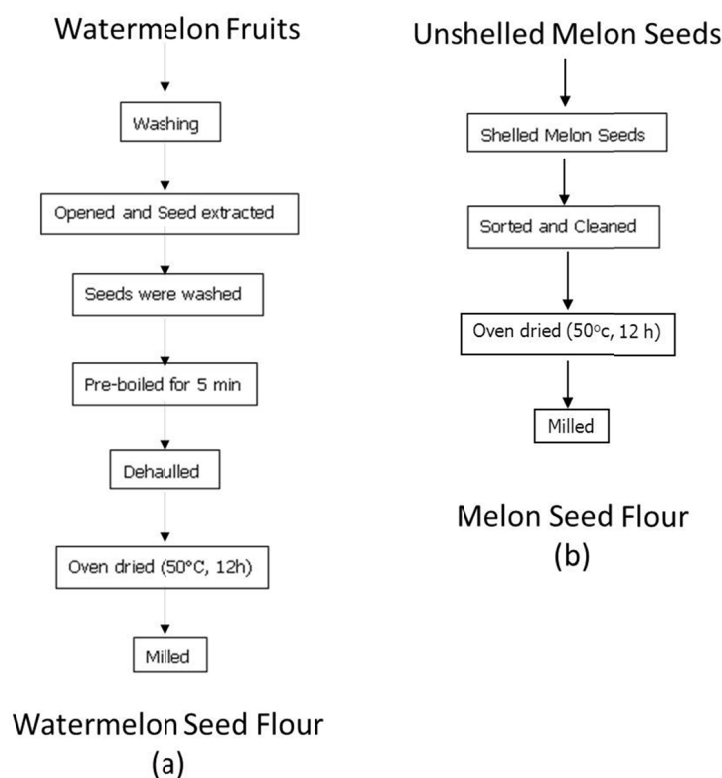 Watermelon Fruits
Washing
Opened and Seed extracted
Seeds were washed
Pre-boiled for 5 min
Dehaulled
Oven dried (50°C, 12h)
Milled
Watermelon Seed Flour
(a)
Unshelled Melon Seeds
Shelled Melon Seeds
Sorted and Cleaned
Oven dried (50°c, 12 h)
Milled
Melon Seed Flour
(b)